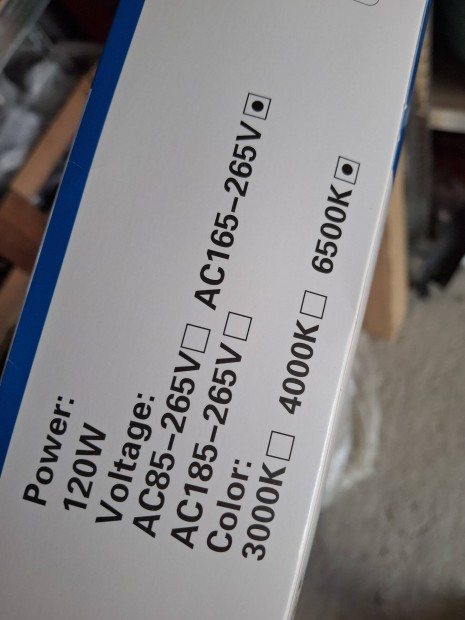 Power:
120W
Voltage:
AC85-265V□ AC165-265V☑
AC185-265V□
Color:
3000K□ 4000K□ 6500K☑